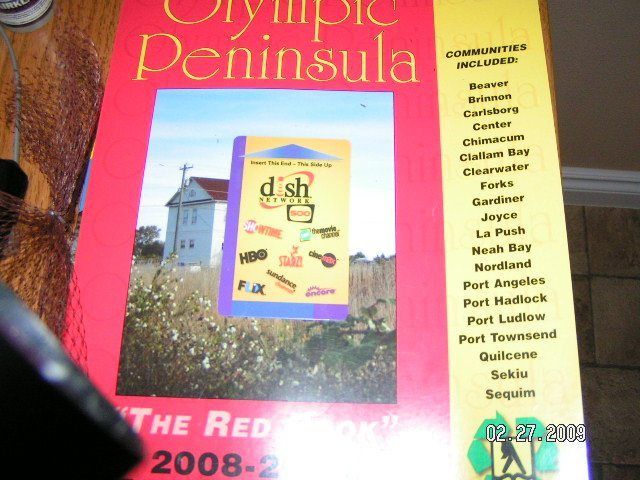 Olympic
Peninsula
COMMUNITIES
INCLUDED:
Beaver
Brinnon
Carlsborg
Center
Chimacum
Clallam Bay
Clearwater
Forks
Gardiner
Joyce
La Push
Neah Bay
Nordland
Port Angeles
Port Hadlock
Port Ludlow
Port Townsend
Quilcene
Sekiu
Sequim
Insert This End - This Side Up
dish
NETWORK
500
SHOWTIME
themovie
channel
HBO
STARZ!
cinemax
sundance
channel
FLIX
encore
"THE RED BOOK"
2008-2
02.27.2009